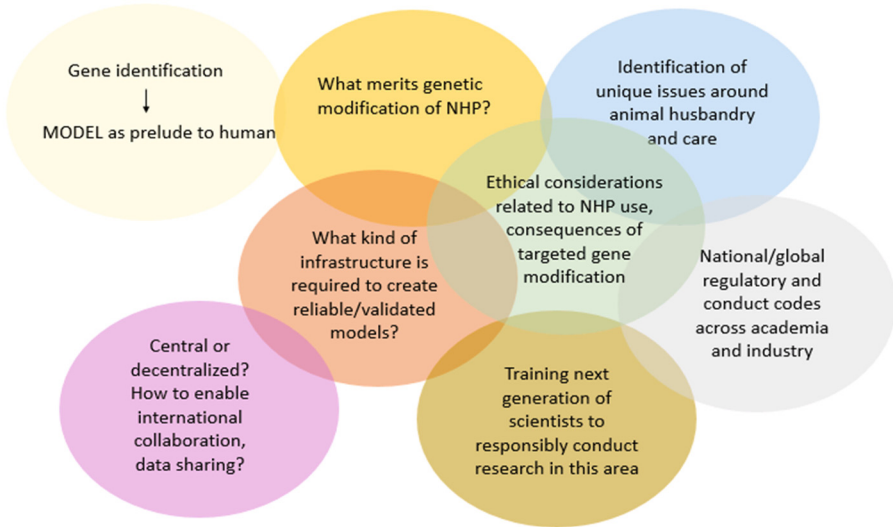 Gene identification
MODEL as prelude to human
What merits genetic
modification of NHP?
Identification of
unique issues around
animal husbandry
and care
Ethical considerations
related to NHP use,
consequences of
targeted gene
modification
What kind of
infrastructure is
required to create
reliable/validated
models?
National/global
regulatory and
conduct codes
across academia
and industry
Central or
decentralized?
How to enable
international
collaboration,
data sharing?
Training next
generation of
scientists to
responsibly conduct
research in this area